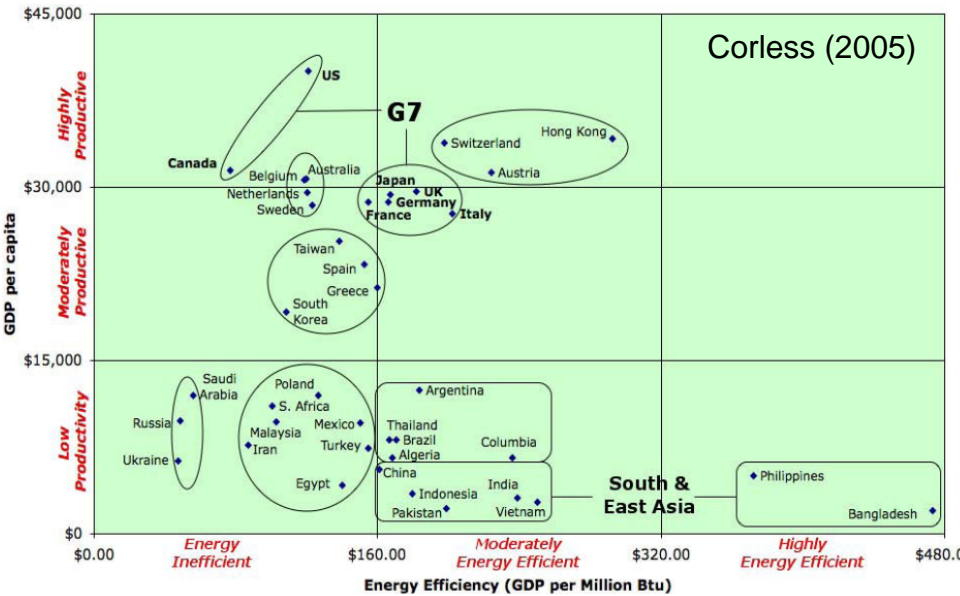 $45,000
Corless (2005)
US
G7
Highly
Productive
Hong Kong
Switzerland
Canada
Belgium
Australia
Austria
$30,000
Japan
UK
Netherlands
Germany
Sweden
France
Italy
Taiwan
Spain
Greece
South
Korea
Moderately
Productive
GDP per capita
$15,000
Saudi
Arabia
Poland
Argentina
S. Africa
Russia
Malaysia
Mexico
Thailand
Brazil
Columbia
Iran
Turkey
Algeria
Ukraine
China
Low
Productivity
Egypt
Indonesia
India
Pakistan
Vietnam
South &
East Asia
Philippines
Bangladesh
$0
$0.00
Energy
Inefficient
$160.00
Moderately
Energy Efficient
$320.00
Highly
Energy Efficient
$480.0
Energy Efficiency (GDP per Million Btu)